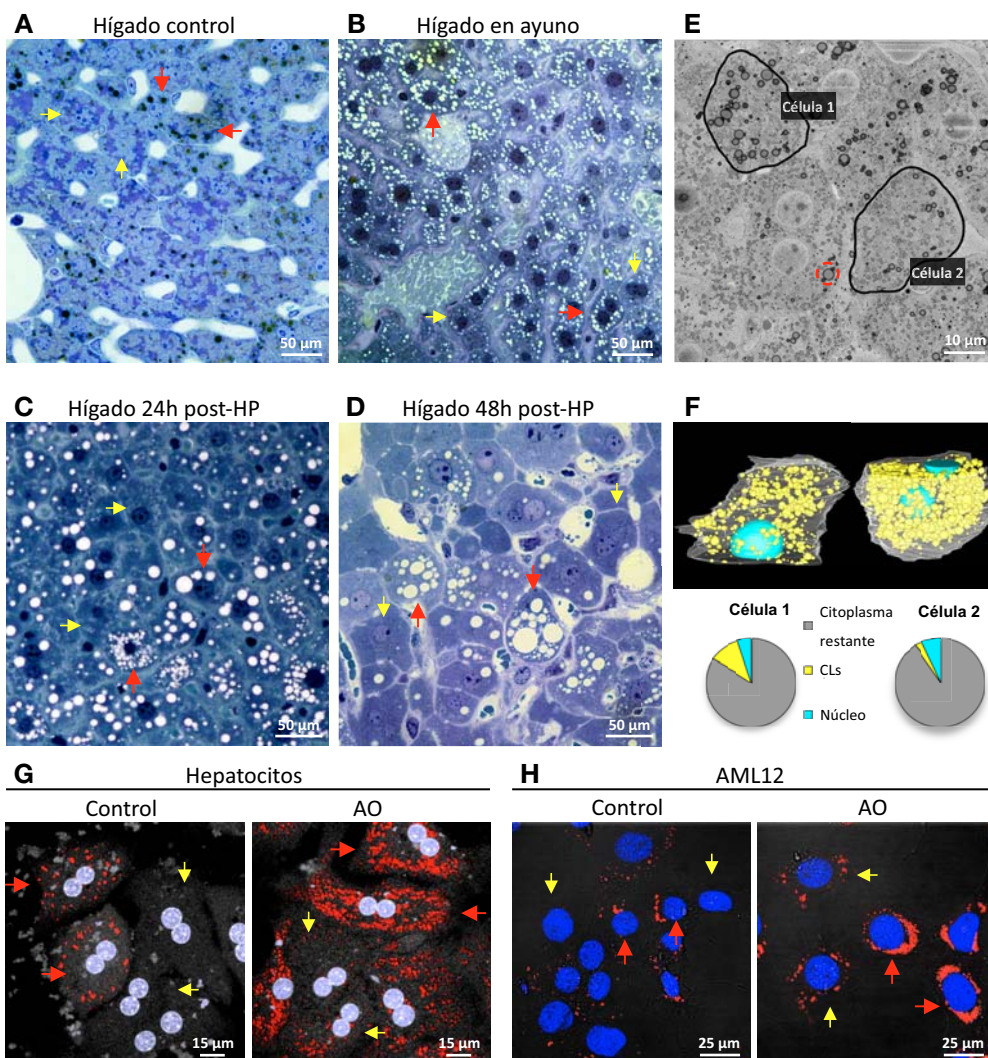 A
Hígado control
50 µm
B
Hígado en ayuno
50 µm
E
Célula 1
Célula 2
10 µm
C
Hígado 24h post-HP
50 µm
D
Hígado 48h post-HP
50 µm
F
Célula 1
Citoplasma
restante
CLs
Núcleo
Célula 2
G
Hepatocitos
Control
AO
15 µm
15 µm
H
AML12
Control
AO
25 µm
25 µm